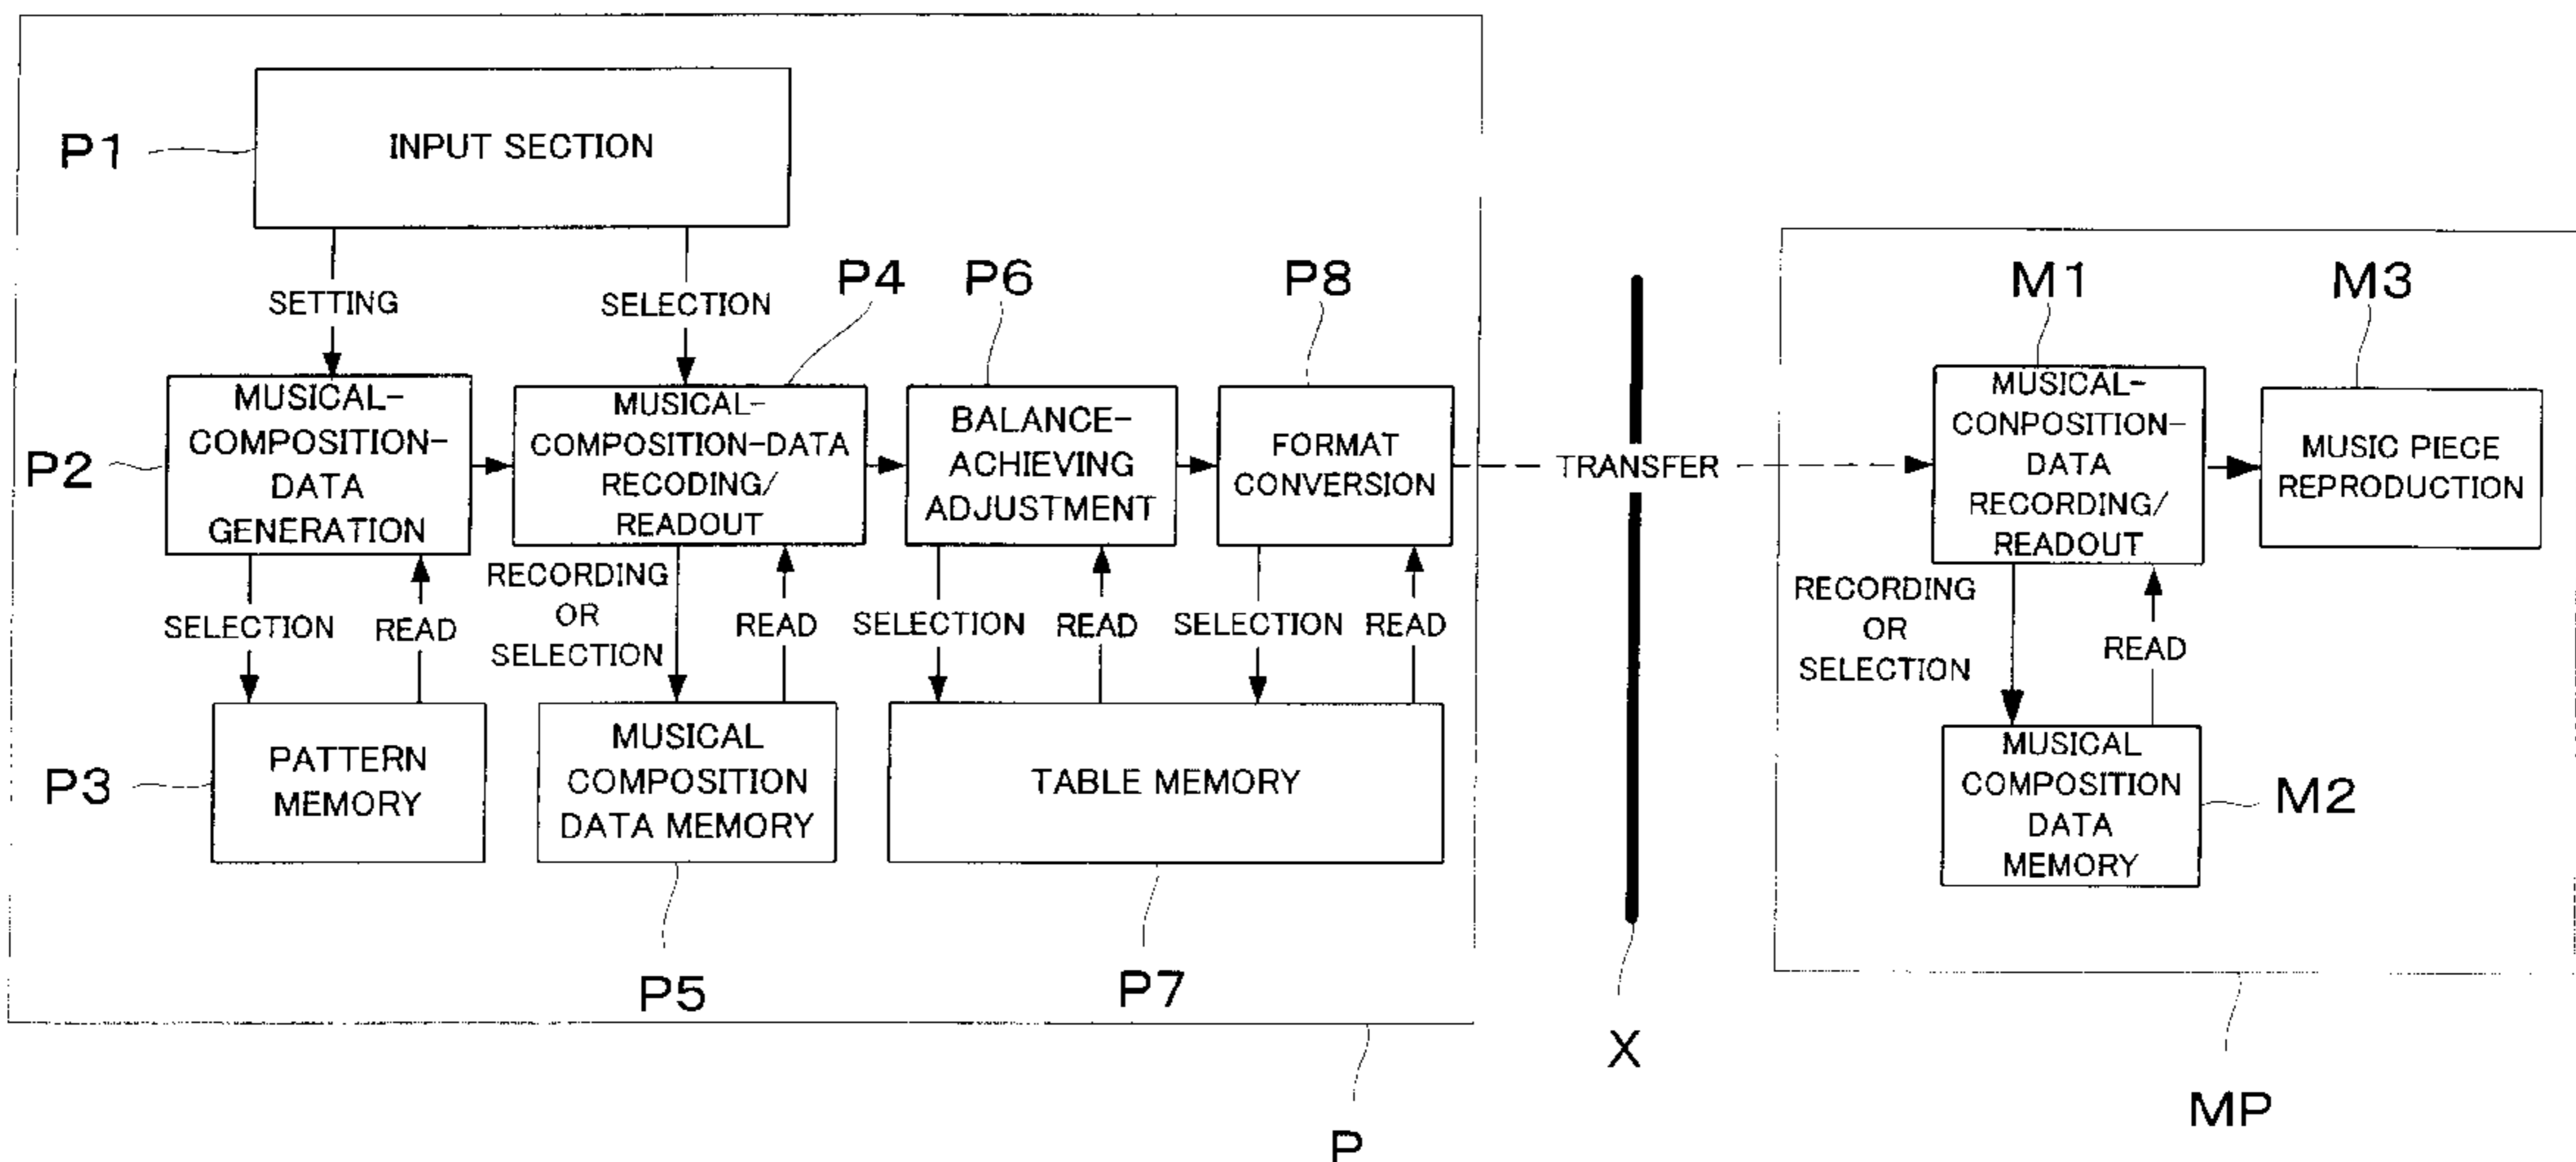 P1
INPUT SECTION
SETTING
SELECTION
P4
P6
P8
P2
MUSICAL-
COMPOSITION-
DATA
GENERATION
MUSICAL-
COMPOSITION-DATA
RECODING/
READOUT
BALANCE-
ACHIEVING
ADJUSTMENT
FORMAT
CONVERSION
TRANSFER
M1
M3
MUSICAL-
CONPOSITION-
DATA
RECORDING/
READOUT
MUSIC PIECE
REPRODUCTION
SELECTION
READ
RECORDING
OR
SELECTION
READ
SELECTION
READ
SELECTION
READ
RECORDING
OR
SELECTION
READ
P3
PATTERN
MEMORY
MUSICAL
COMPOSITION
DATA MEMORY
TABLE MEMORY
MUSICAL
COMPOSITION
DATA
MEMORY
M2
P5
P7
X
P
MP